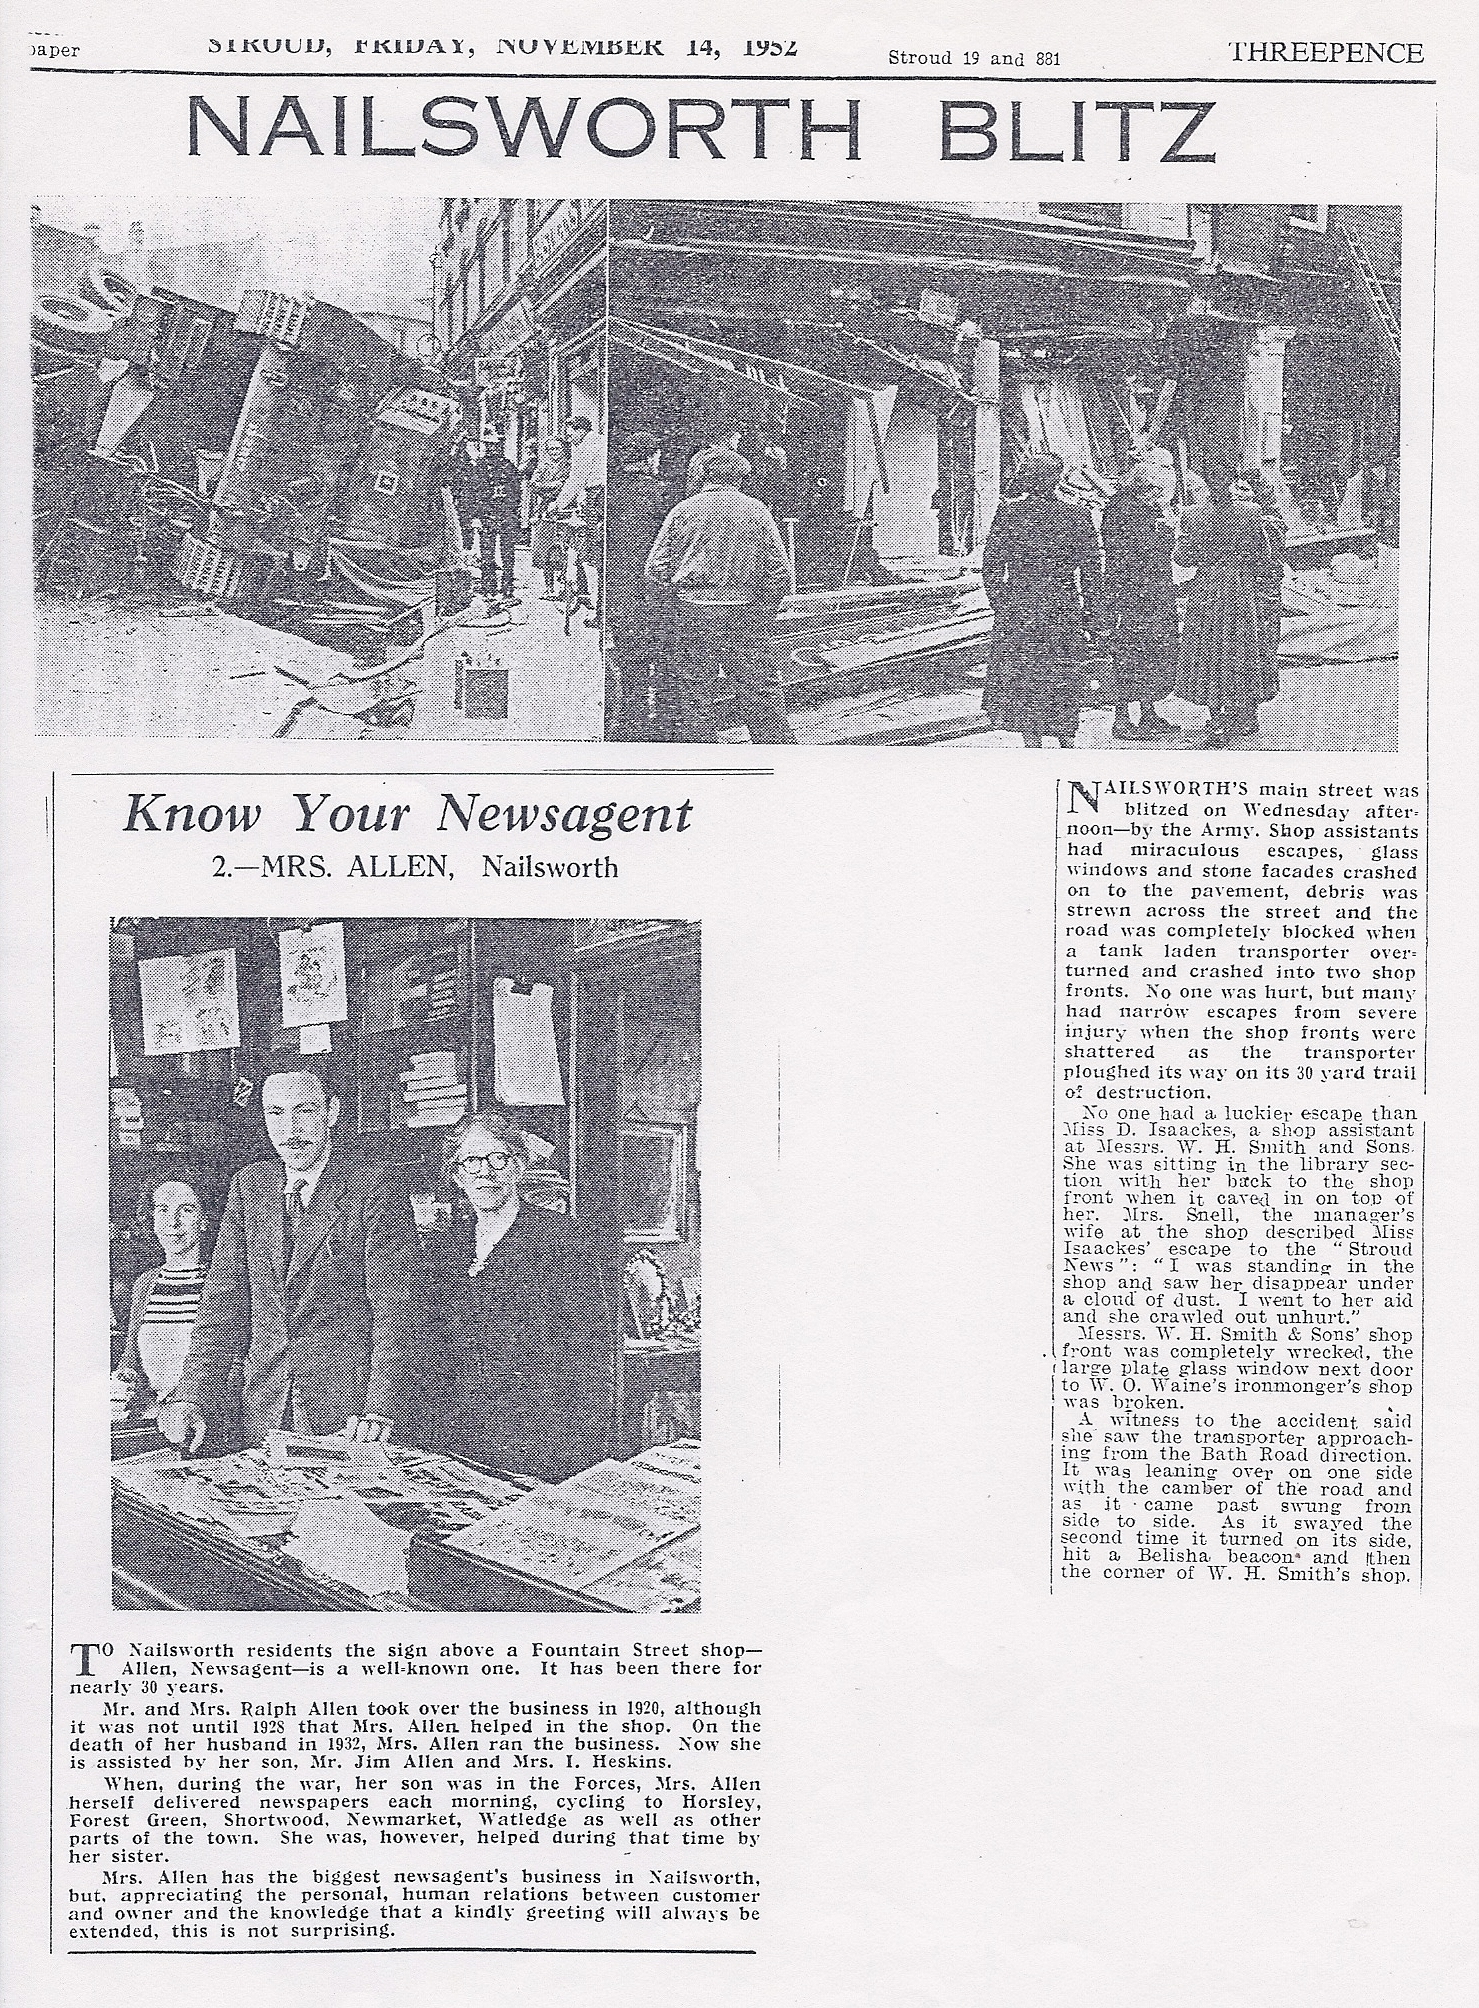 paper
STROUD, FRIDAY, NOVEMBER 14, 1952
Stroud 19 and 881
THREEPENCE
NAILSWORTH BLITZ
Know Your Newsagent
2.—MRS. ALLEN, Nailsworth
TO Nailsworth residents the sign above a Fountain Street shop—
Allen, Newsagent—is a well-known one. It has been there for
nearly 30 years.
Mr. and Mrs. Ralph Allen took over the business in 1920, although
it was not until 1928 that Mrs. Allen helped in the shop. On the
death of her husband in 1932, Mrs. Allen ran the business. Now she
is assisted by her son, Mr. Jim Allen and Mrs. I. Heskins.
When, during the war, her son was in the Forces, Mrs. Allen
herself delivered newspapers each morning, cycling to Horsley,
Forest Green, Shortwood, Newmarket, Watledge as well as other
parts of the town. She was, however, helped during that time by
her sister.
Mrs. Allen has the biggest newsagent's business in Nailsworth,
but, appreciating the personal, human relations between customer
and owner and the knowledge that a kindly greeting will always be
extended, this is not surprising.
NAILSWORTH'S main street was
blitzed on Wednesday after-
noon—by the Army. Shop assistants
had miraculous escapes, glass
windows and stone facades crashed
on to the pavement, debris was
strewn across the street and the
road was completely blocked when
a tank laden transporter over-
turned and crashed into two shop
fronts. No one was hurt, but many
had narrow escapes from severe
injury when the shop fronts were
shattered as the transporter
ploughed its way on its 30 yard trail
of destruction.
No one had a luckier escape than
Miss D. Isaackes, a shop assistant
at Messrs. W. H. Smith and Sons.
She was sitting in the library sec-
tion with her back to the shop
front when it caved in on top of
her. Mrs. Snell, the manager's
wife at the shop described Miss
Isaackes' escape to the "Stroud
News": "I was standing in the
shop and saw her disappear under
a cloud of dust. I went to her aid
and she crawled out unhurt."
Messrs. W. H. Smith & Sons' shop
front was completely wrecked, the
large plate glass window next door
to W. O. Waine's ironmonger's shop
was broken.
A witness to the accident said
she saw the transporter approach-
ing from the Bath Road direction.
It was leaning over on one side
with the camber of the road and
as it came past swung from
side to side. As it swayed the
second time it turned on its side,
hit a Belisha beacon and then
the corner of W. H. Smith's shop.